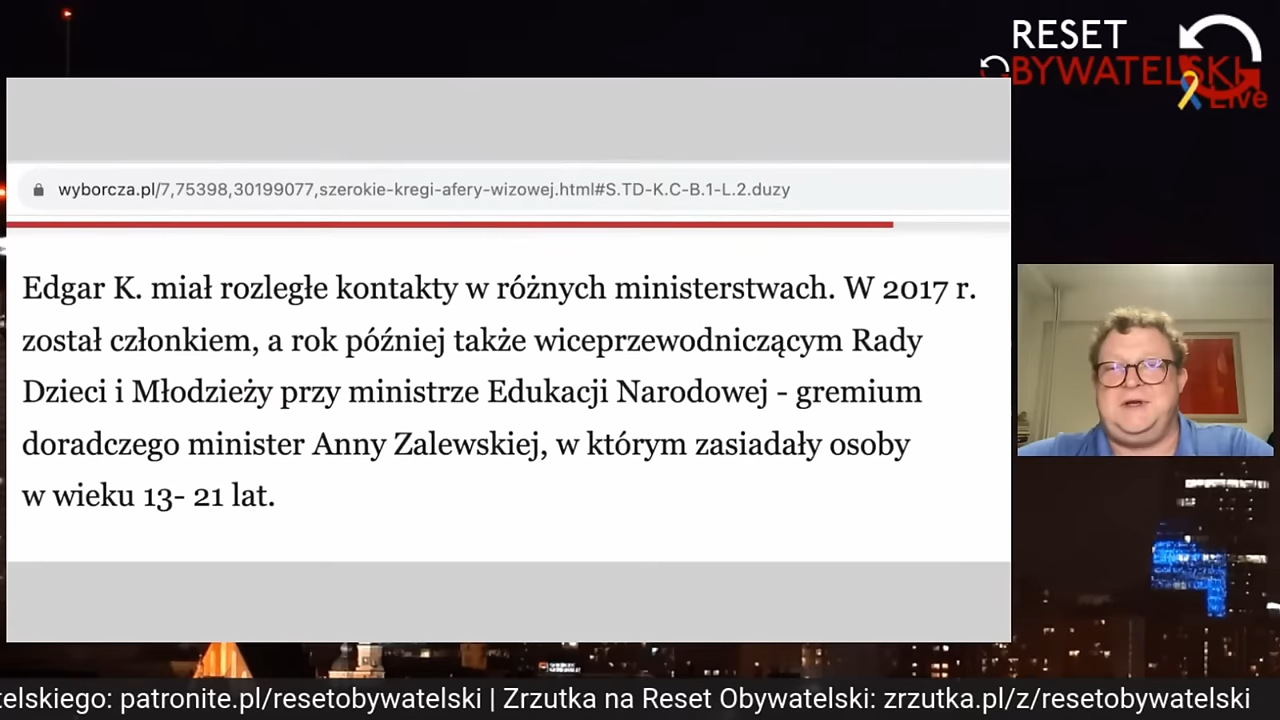 RESET
OBYWATELSKI
Live
wyborcza.pl/7,75398,30199077,szerokie-kregi-afery-wizowej.html#S.TD-K.C-B.1-L.2.duzy
Edgar K. miał rozległe kontakty w różnych ministerstwach. W 2017 r.
został członkiem, a rok później także wiceprzewodniczącym Rady
Dzieci i Młodzieży przy ministrze Edukacji Narodowej - gremium
doradczego minister Anny Zalewskiej, w którym zasiadały osoby
w wieku 13- 21 lat.
telskiego: patronite.pl/resetobywatelski | Zrzutka na Reset Obywatelski: zrzutka.pl/z/resetobywatelski